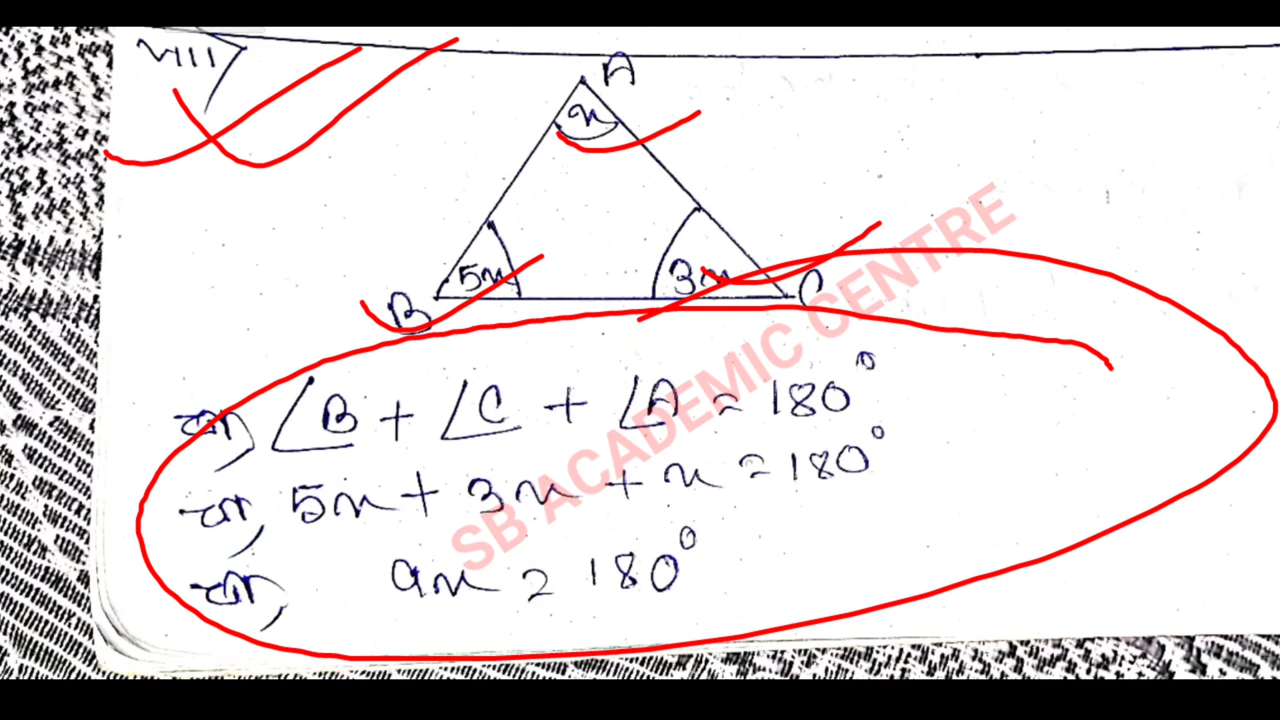 VIII>
A
x
5x
3x
B
C
বা, ∠B + ∠C + ∠A = 180°
বা, 5x + 3x + x = 180°
বা, 9x = 180°
SB ACADEMIC CENTRE